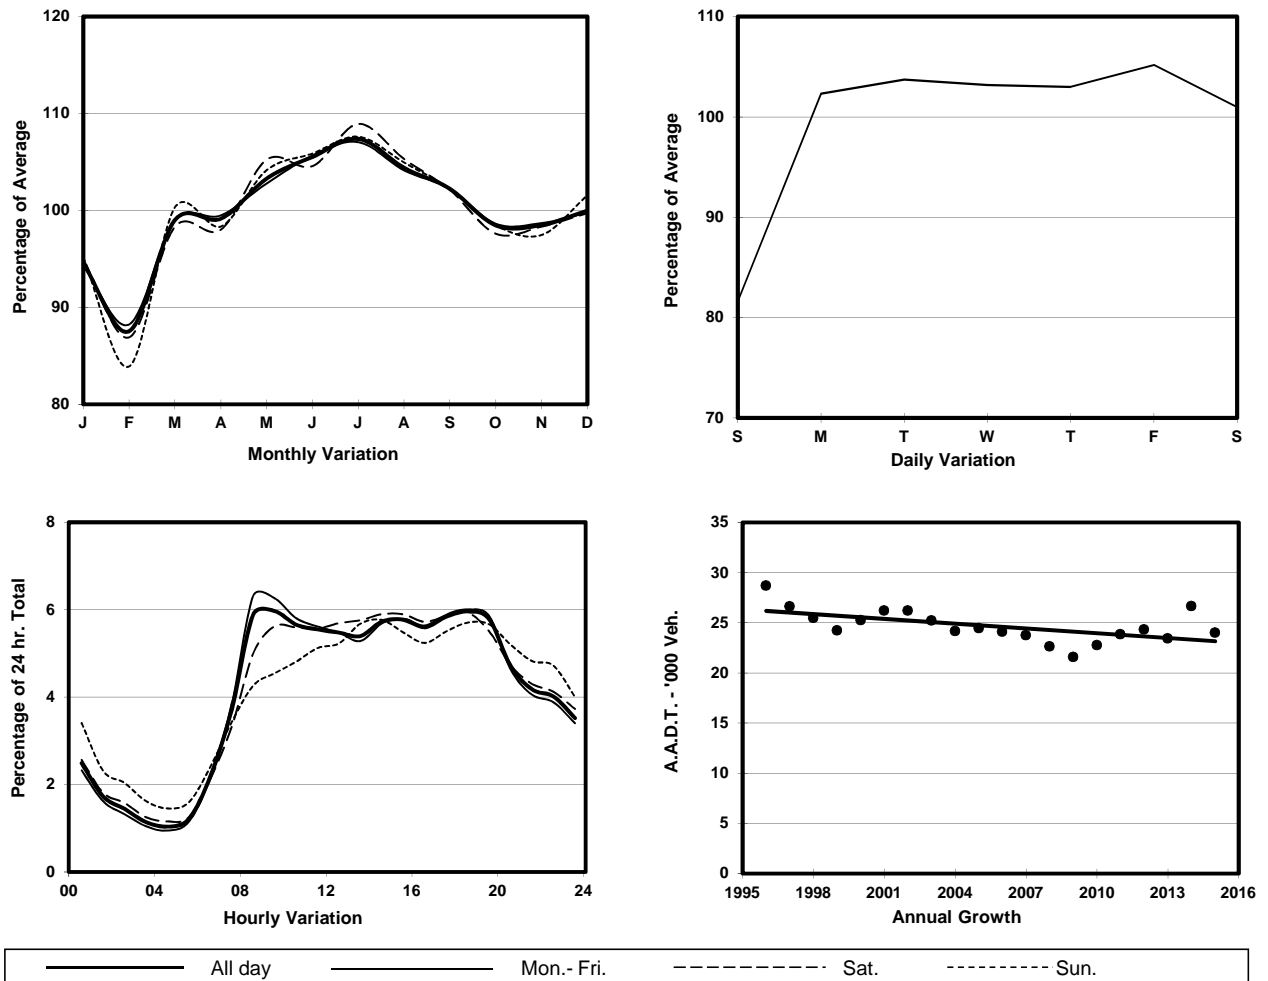 120
110
100
90
80
J F M A M J J A S O N D
Percentage of Average
Monthly Variation
110
100
90
80
70
S M T W T F S
Percentage of Average
Daily Variation
8
6
4
2
0
00 04 08 12 16 20 24
Percentage of 24 hr. Total
Hourly Variation
35
30
25
20
15
10
5
0
1995 1998 2001 2004 2007 2010 2013 2016
A.A.D.T. - '000 Veh.
Annual Growth
All day Mon.- Fri. Sat. Sun.